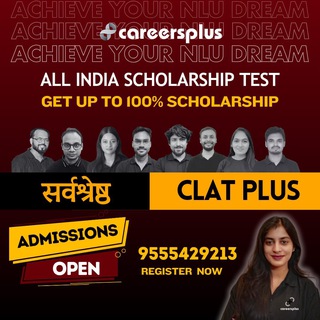 ACHIEVE YOUR NLU DREAM
careersplus
ACHIEVE YOUR NLU DREAM
ACHIEVE YOUR NLU DREAM
ALL INDIA SCHOLARSHIP TEST
GET UP TO 100% SCHOLARSHIP
सर्वश्रेष्ठ
CLAT PLUS
ADMISSIONS
OPEN
9555429213
REGISTER NOW
careersplus